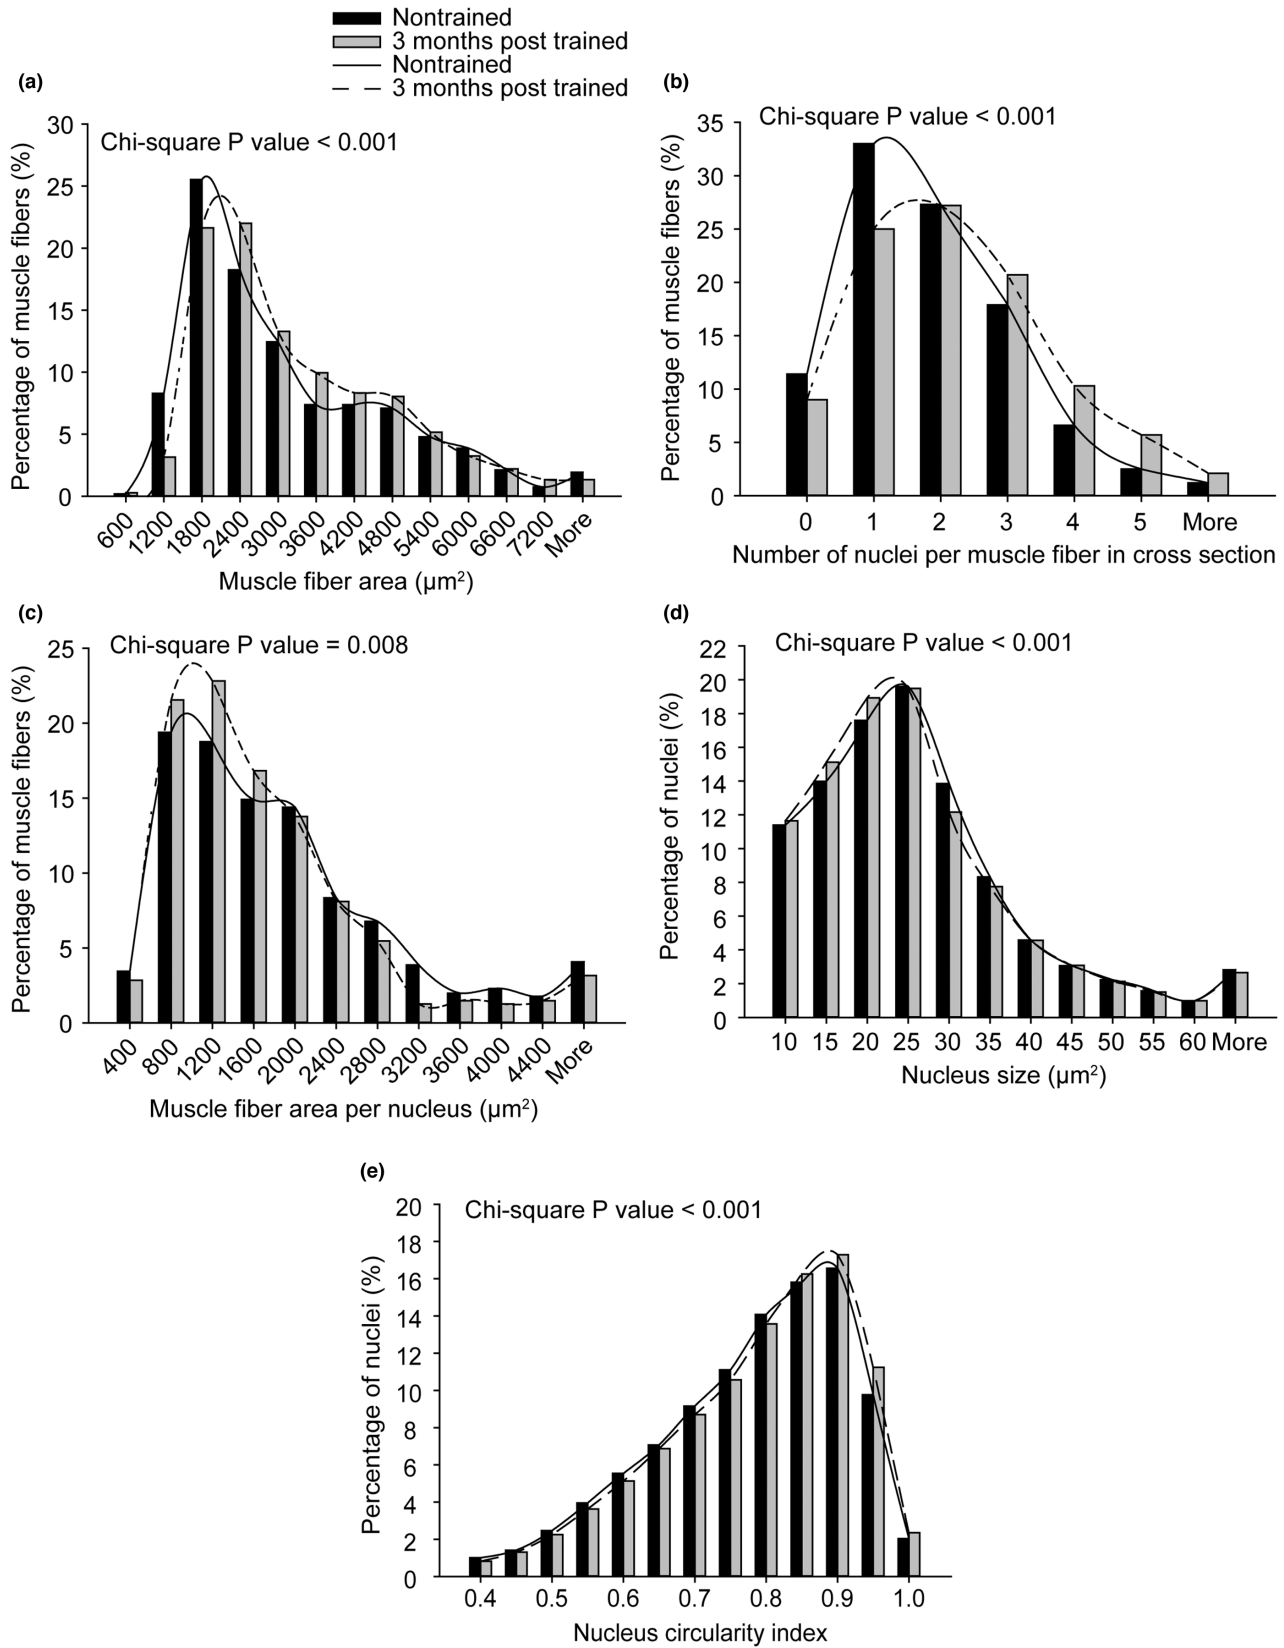 Nontrained
3 months post trained
Nontrained
3 months post trained
(a)
Chi-square P value < 0.001
Percentage of muscle fibers (%)
30
25
20
15
10
5
0
600 1200 1800 2400 3000 3600 4200 4800 5400 6000 6600 7200 More
Muscle fiber area (µm²)
(b)
Chi-square P value < 0.001
Percentage of muscle fibers (%)
35
30
25
20
15
10
5
0
0 1 2 3 4 5 More
Number of nuclei per muscle fiber in cross section
(c)
Chi-square P value = 0.008
Percentage of muscle fibers (%)
25
20
15
10
5
0
400 800 1200 1600 2000 2400 2800 3200 3600 4000 4400 More
Muscle fiber area per nucleus (µm²)
(d)
Chi-square P value < 0.001
Percentage of nuclei (%)
22
20
18
16
14
12
10
8
6
4
2
0
10 15 20 25 30 35 40 45 50 55 60 More
Nucleus size (µm²)
(e)
Chi-square P value < 0.001
Percentage of nuclei (%)
20
18
16
14
12
10
8
6
4
2
0
0.4 0.5 0.6 0.7 0.8 0.9 1.0
Nucleus circularity index